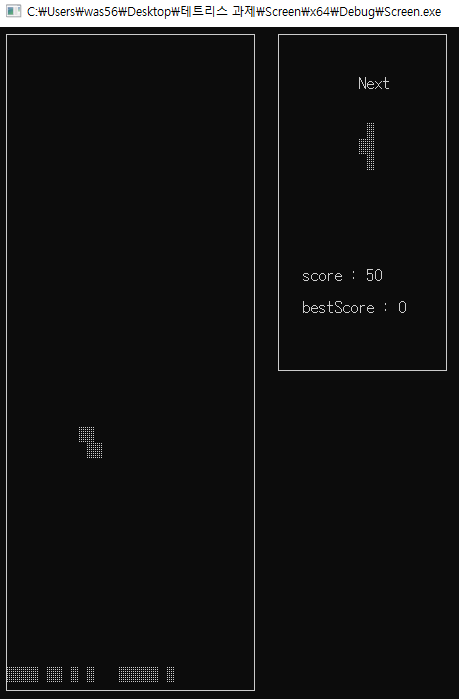 C:₩Users₩was56₩Desktop₩테트리스 과제₩Screen₩x64₩Debug₩Screen.exe
Next
score : 50
bestScore : 0